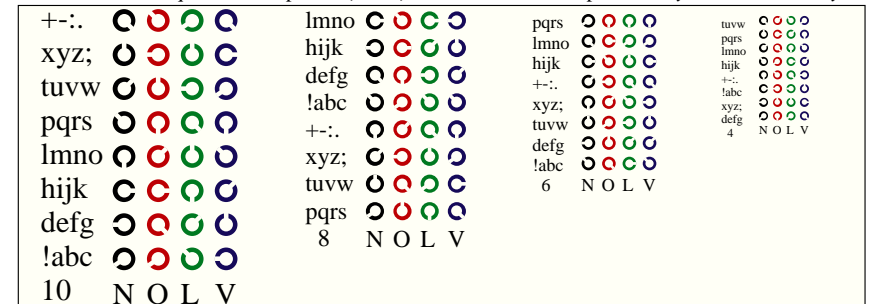 +-:.
xyz;
tuvw
pqrs
lmno
hijk
defg
!abc
10 N O L V
lmno
hijk
defg
!abc
+-:.
xyz;
tuvw
pqrs
8 N O L V
pqrs
lmno
hijk
+-:.
xyz;
tuvw
defg
!abc
6 N O L V
tuvw
pqrs
lmno
hijk
+-:.
!abc
xyz;
defg
4 N O L V